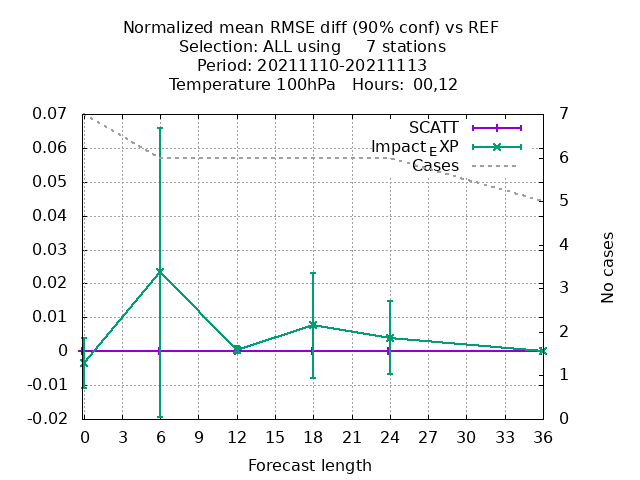 Normalized mean RMSE diff (90% conf) vs REF
Selection: ALL using     7 stations
Period: 20211110-20211113
Temperature 100hPa   Hours:  00,12
0.07
0.06
0.05
0.04
0.03
0.02
0.01
0
-0.01
-0.02
SCATT
Impact_EXP
Cases
7
6
5
4
3
2
1
0
No cases
0 3 6 9 12 15 18 21 24 27 30 33 36
Forecast length